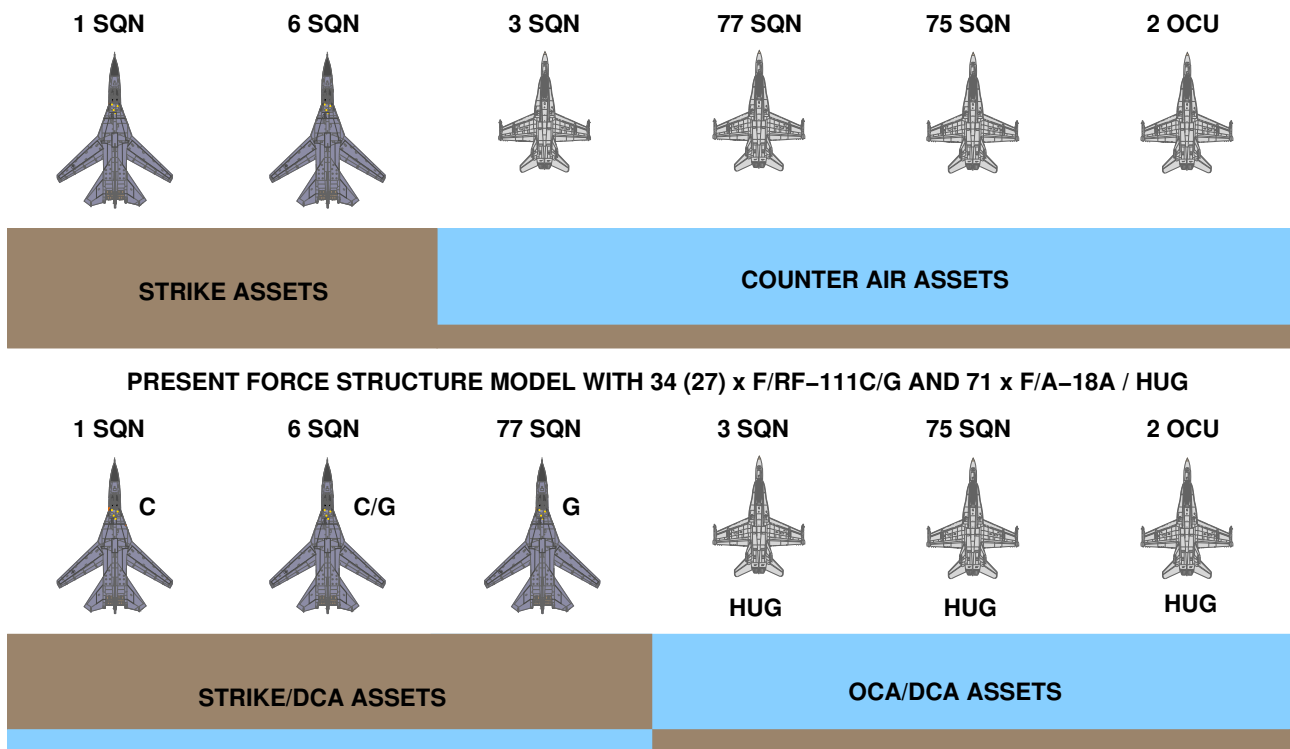 1 SQN 6 SQN 3 SQN 77 SQN 75 SQN 2 OCU
STRIKE ASSETS COUNTER AIR ASSETS
PRESENT FORCE STRUCTURE MODEL WITH 34 (27) x F/RF−111C/G AND 71 x F/A−18A / HUG
1 SQN 6 SQN 77 SQN 3 SQN 75 SQN 2 OCU
C C/G G
HUG HUG HUG
STRIKE/DCA ASSETS OCA/DCA ASSETS